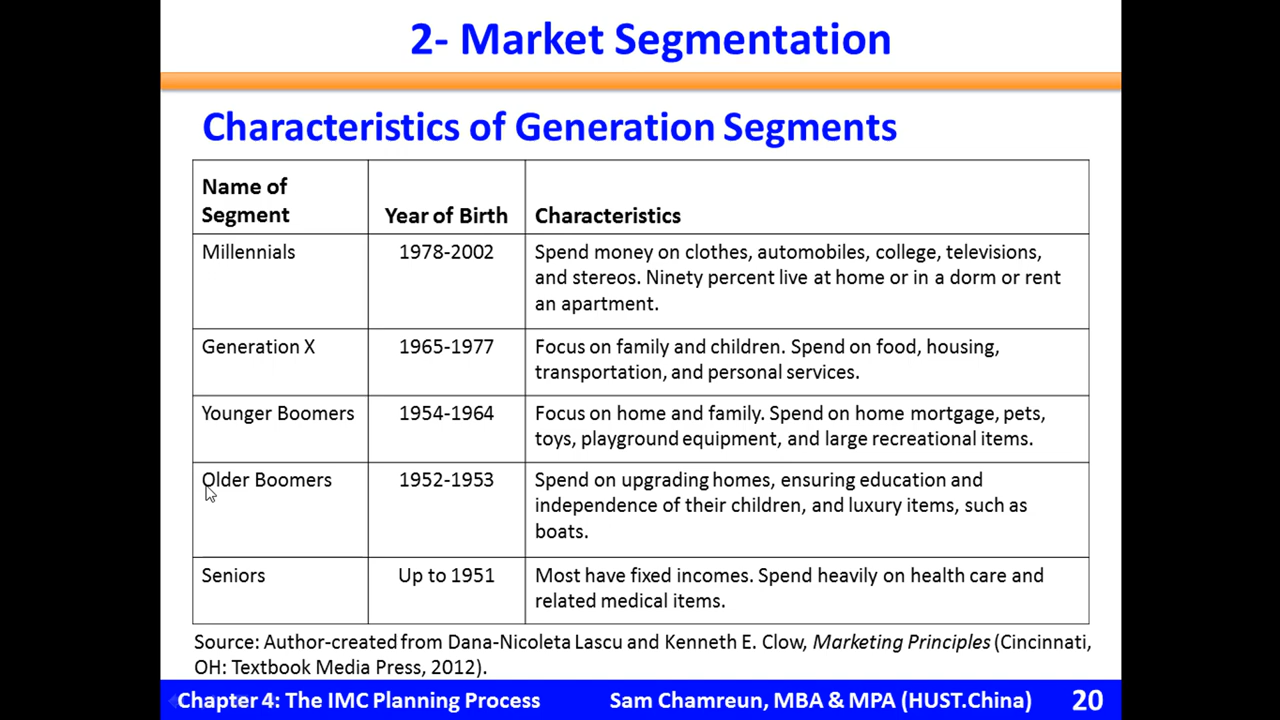 2- Market Segmentation
Characteristics of Generation Segments
Name of
Segment
Year of Birth
Characteristics
Millennials
1978-2002
Spend money on clothes, automobiles, college, televisions,
and stereos. Ninety percent live at home or in a dorm or rent
an apartment.
Generation X
1965-1977
Focus on family and children. Spend on food, housing,
transportation, and personal services.
Younger Boomers
1954-1964
Focus on home and family. Spend on home mortgage, pets,
toys, playground equipment, and large recreational items.
Older Boomers
1952-1953
Spend on upgrading homes, ensuring education and
independence of their children, and luxury items, such as
boats.
Seniors
Up to 1951
Most have fixed incomes. Spend heavily on health care and
related medical items.
Source: Author-created from Dana-Nicoleta Lascu and Kenneth E. Clow, Marketing Principles (Cincinnati,
OH: Textbook Media Press, 2012).
Chapter 4: The IMC Planning Process
Sam Chamreun, MBA & MPA (HUST.China)
20